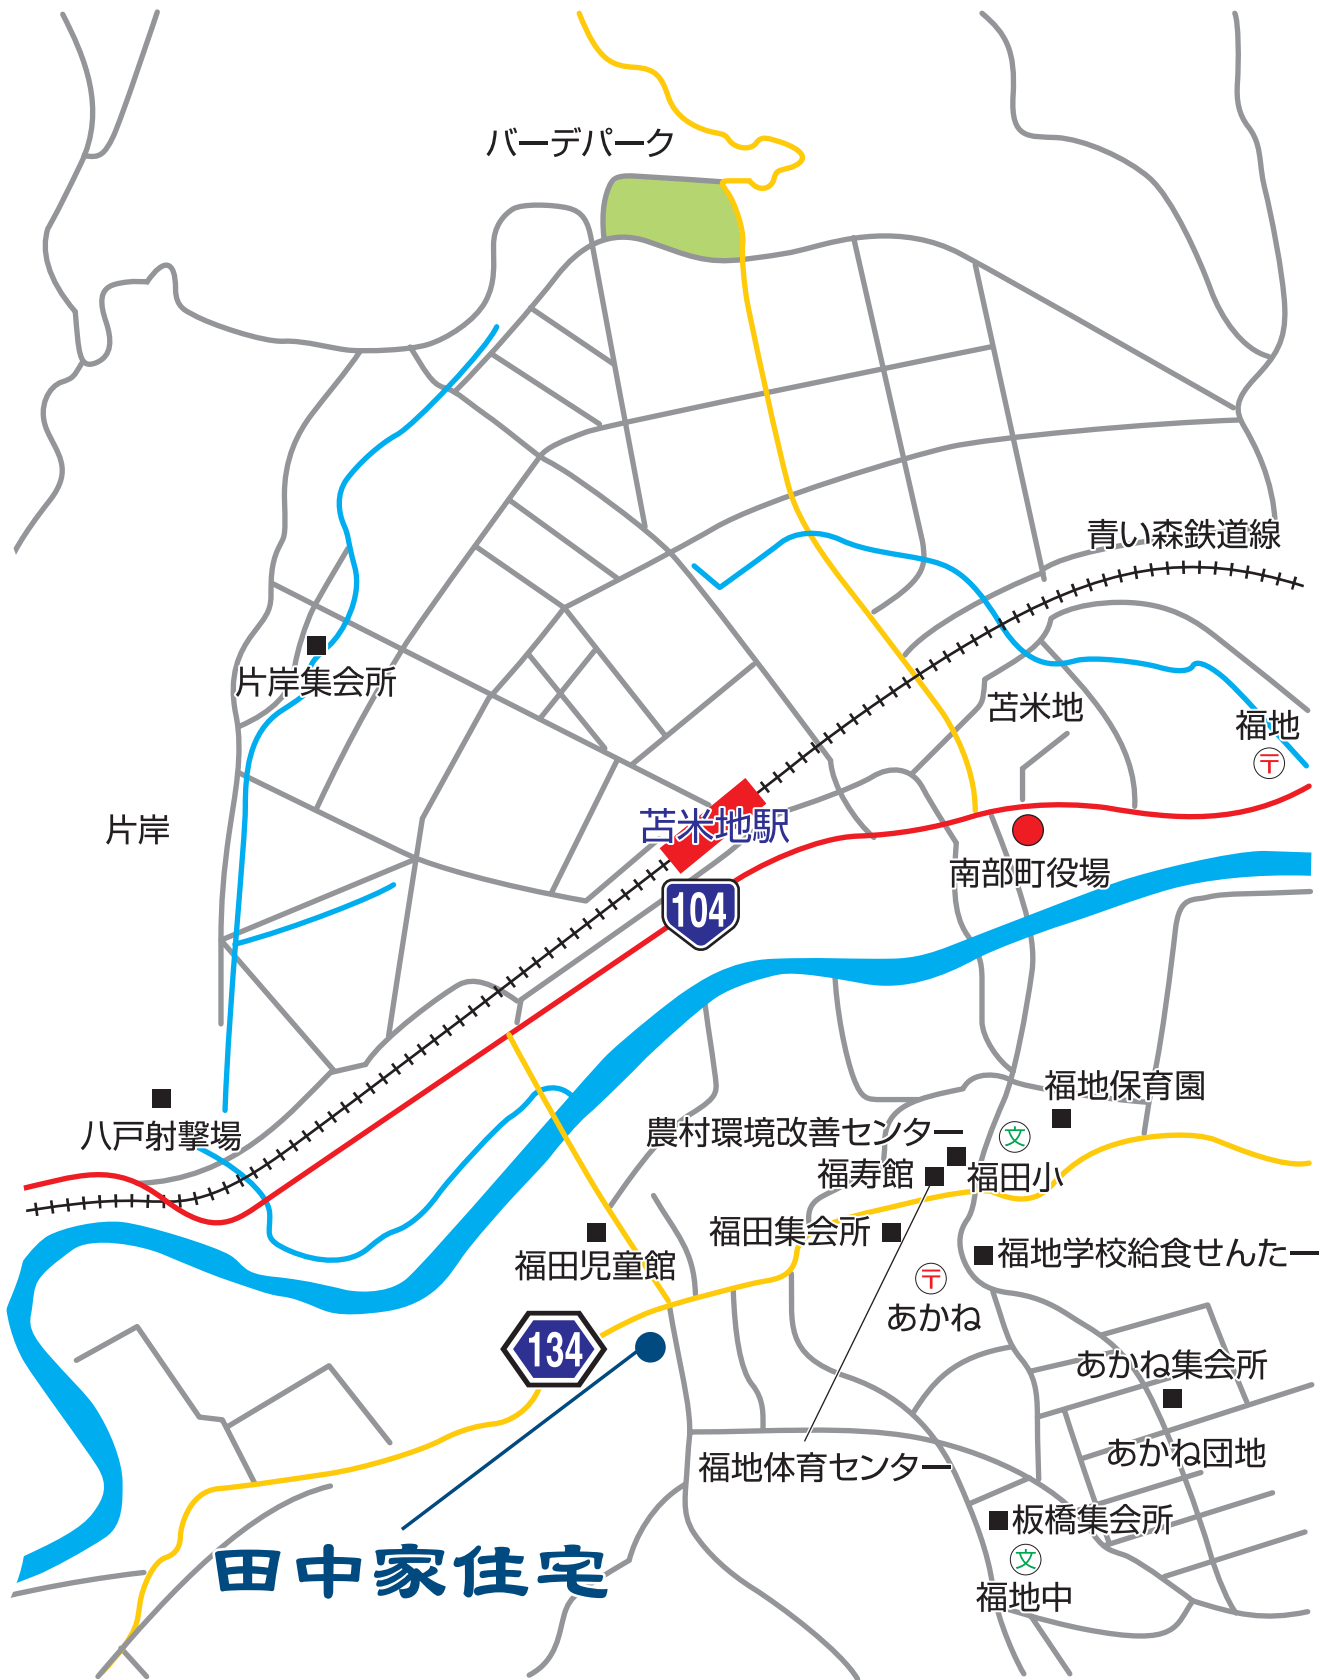 バーデパーク
青い森鉄道線
片岸集会所
苫米地
福地
〒
苫米地駅
片岸
南部町役場
104
福地保育園
八戸射撃場
農村環境改善センター
文
福寿館
福田小
福田集会所
福田児童館
福地学校給食せんたー
〒
あかね
134
あかね集会所
あかね団地
福地体育センター
板橋集会所
文
田中家住宅
福地中